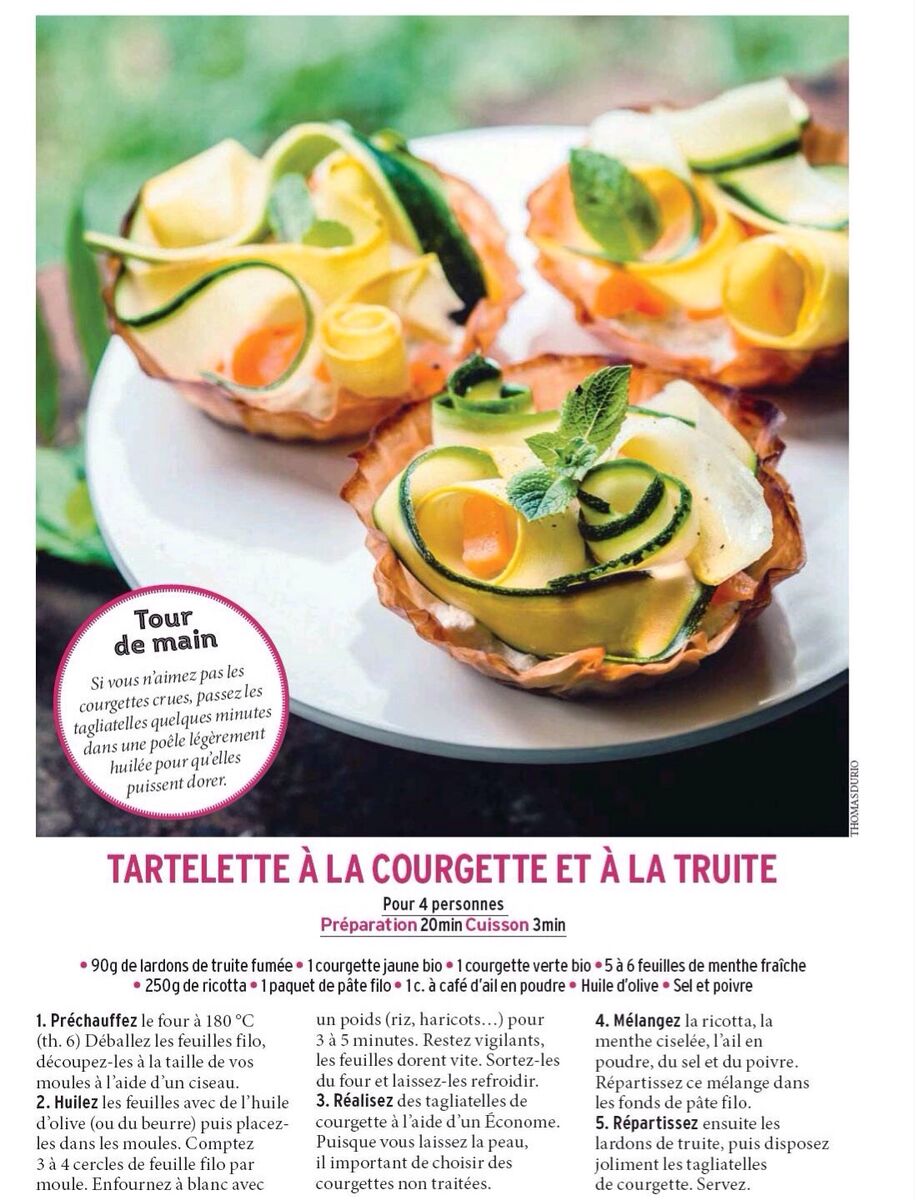 Tour
de main
Si vous n'aimez pas les
courgettes crues, passez les
tagliatelles quelques minutes
dans une poêle légèrement
huilée pour qu'elles
puissent dorer.
THOMAS DURIO
TARTELETTE À LA COURGETTE ET À LA TRUITE
Pour 4 personnes
Préparation 20min Cuisson 3min
• 90g de lardons de truite fumée • 1 courgette jaune bio • 1 courgette verte bio • 5 à 6 feuilles de menthe fraîche
• 250g de ricotta • 1 paquet de pâte filo • 1 c. à café d'ail en poudre • Huile d'olive • Sel et poivre
1. Préchauffez le four à 180 °C
(th. 6) Déballez les feuilles filo,
découpez-les à la taille de vos
moules à l'aide d'un ciseau.
2. Huilez les feuilles avec de l'huile
d'olive (ou du beurre) puis placez-
les dans les moules. Comptez
3 à 4 cercles de feuille filo par
moule. Enfournez à blanc avec
un poids (riz, haricots…) pour
3 à 5 minutes. Restez vigilants,
les feuilles dorent vite. Sortez-les
du four et laissez-les refroidir.
3. Réalisez des tagliatelles de
courgette à l'aide d'un Économe.
Puisque vous laissez la peau,
il important de choisir des
courgettes non traitées.
4. Mélangez la ricotta, la
menthe ciselée, l'ail en
poudre, du sel et du poivre.
Répartissez ce mélange dans
les fonds de pâte filo.
5. Répartissez ensuite les
lardons de truite, puis disposez
joliment les tagliatelles
de courgette. Servez.